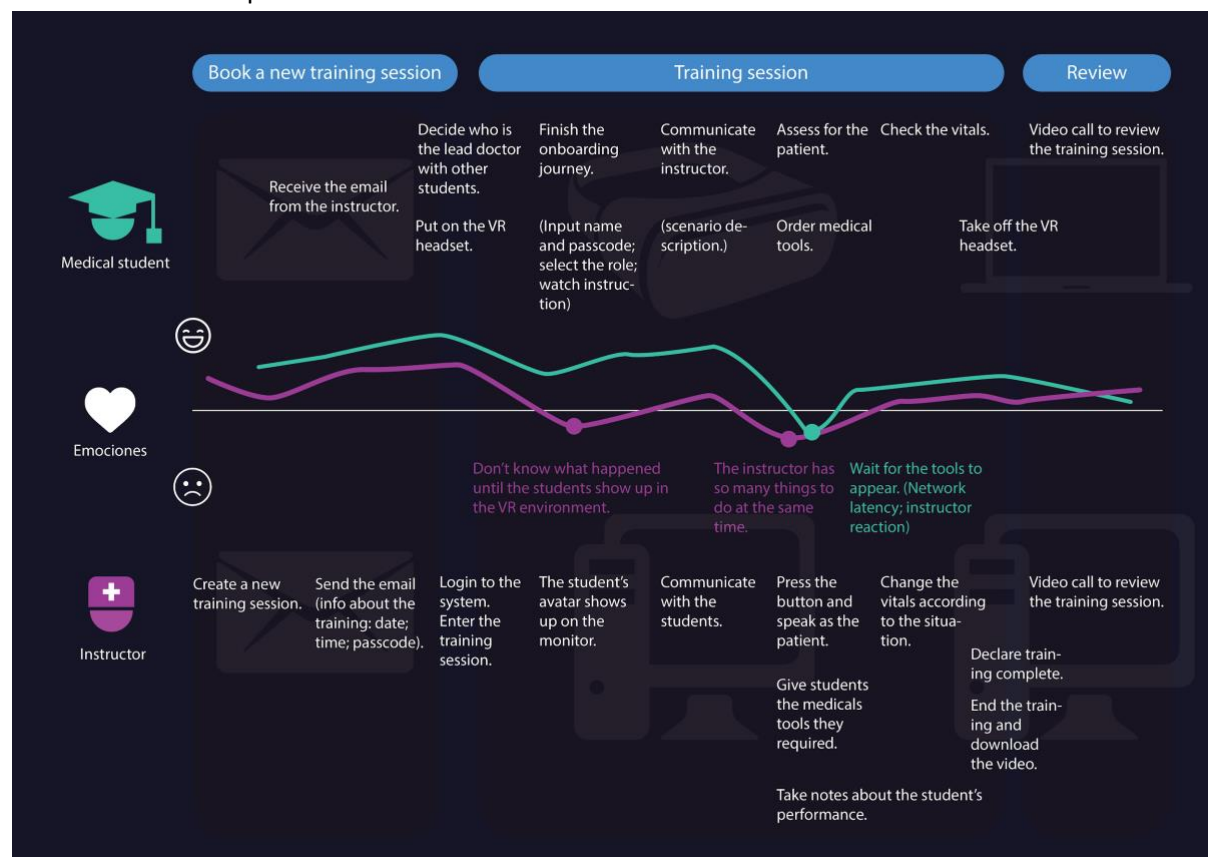 Book a new training session
Training session
Review
Decide who is
the lead doctor
with other
students.
Finish the
onboarding
journey.
Communicate
with the
instructor.
Assess for the
patient.
Check the vitals.
Video call to review
the training session.
Receive the email
from the instructor.
Put on the VR
headset.
(Input name
and passcode;
select the role;
watch instruc-
tion)
(scenario de-
scription.)
Order medical
tools.
Take off the VR
headset.
Medical student
Emociones
Don't know what happened
until the students show up in
the VR environment.
The instructor has
so many things to
do at the same
time.
Wait for the tools to
appear. (Network
latency; instructor
reaction)
Create a new
training session.
Send the email
(info about the
training: date;
time; passcode).
Login to the
system.
Enter the
training
session.
The student's
avatar shows
up on the
monitor.
Communicate
with the
students.
Press the
button and
speak as the
patient.
Change the
vitals according
to the situa-
tion.
Video call to review
the training session.
Instructor
Declare train-
ing complete.
Give students
the medicals
tools they
required.
End the train-
ing and
download
the video.
Take notes about the student's
performance.